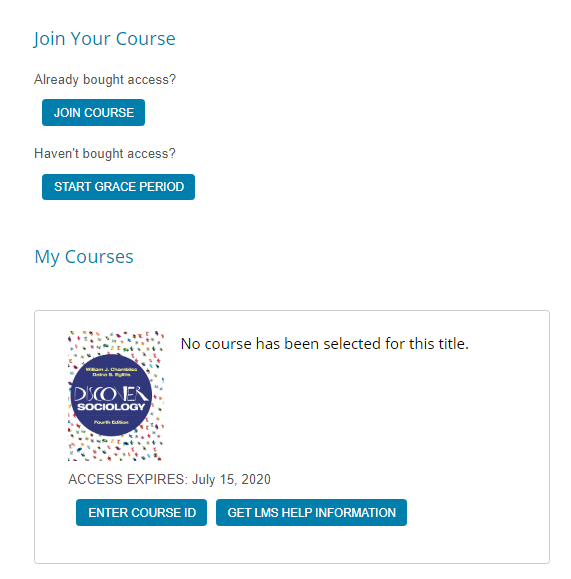 Join Your Course
Already bought access?
JOIN COURSE
Haven't bought access?
START GRACE PERIOD
My Courses
No course has been selected for this title.
William J. Chambliss
Daina S. Eglitis
DISCOVER
SOCIOLOGY
Fourth Edition
ACCESS EXPIRES: July 15, 2020
ENTER COURSE ID
GET LMS HELP INFORMATION